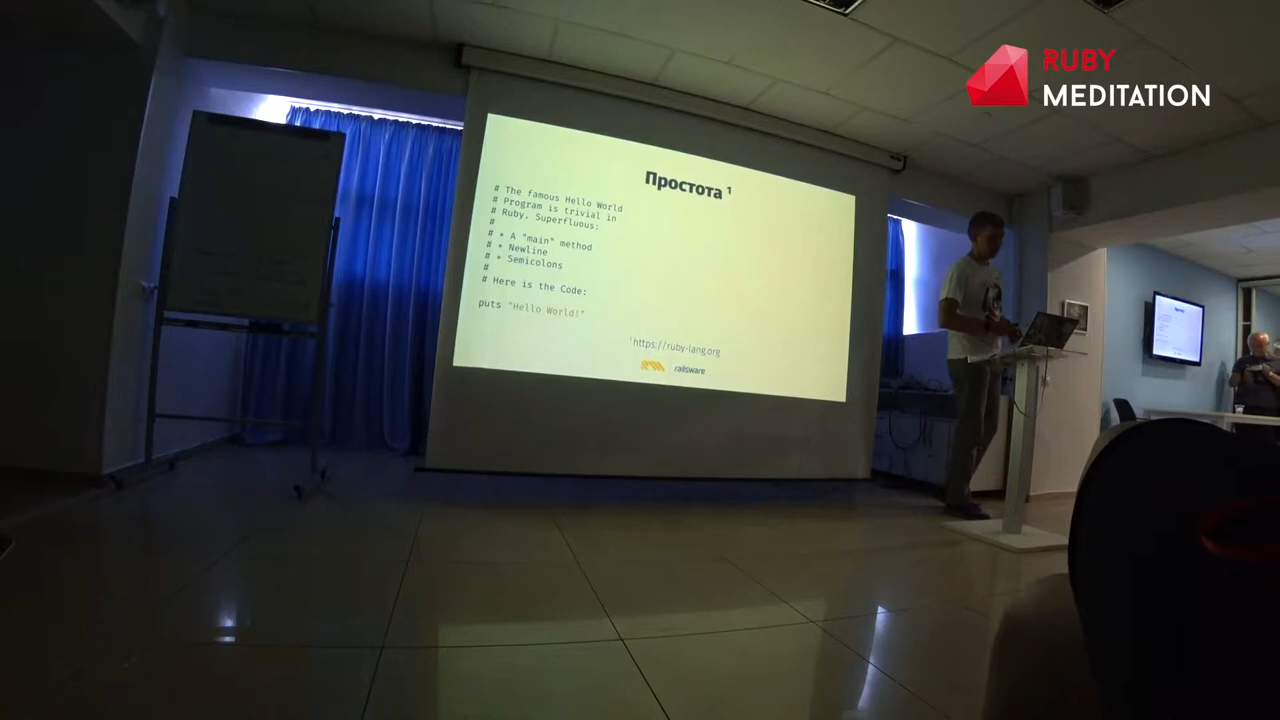 RUBY
MEDITATION
Простота ¹
# The famous Hello World
# Program is trivial in
# Ruby. Superfluous:
#
# * A "main" method
# * Newline
# * Semicolons
#
# Here is the Code:
puts "Hello World!"
¹https://ruby-lang.org
railsware